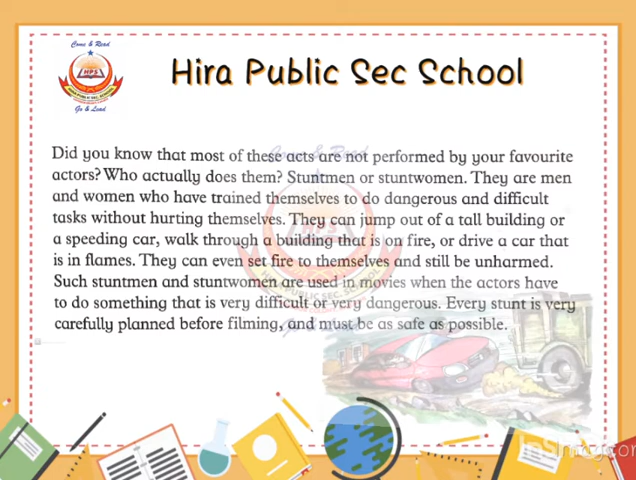 Come & Read
HPS
HIRA PUBLIC SEC. SCHOOL
Go & Lead
Hira Public Sec School
Did you know that most of these acts are not performed by your favourite
actors? Who actually does them? Stuntmen or stuntwomen. They are men
and women who have trained themselves to do dangerous and difficult
tasks without hurting themselves. They can jump out of a tall building or
a speeding car, walk through a building that is on fire, or drive a car that
is in flames. They can even set fire to themselves and still be unharmed.
Such stuntmen and stuntwomen are used in movies when the actors have
to do something that is very difficult or very dangerous. Every stunt is very
carefully planned before filming, and must be as safe as possible.